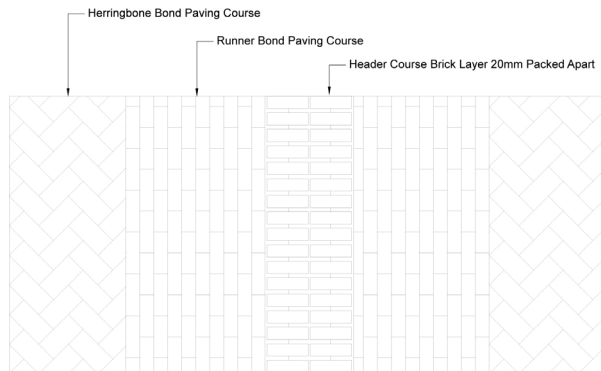 Herringbone Bond Paving Course
Runner Bond Paving Course
Header Course Brick Layer 20mm Packed Apart